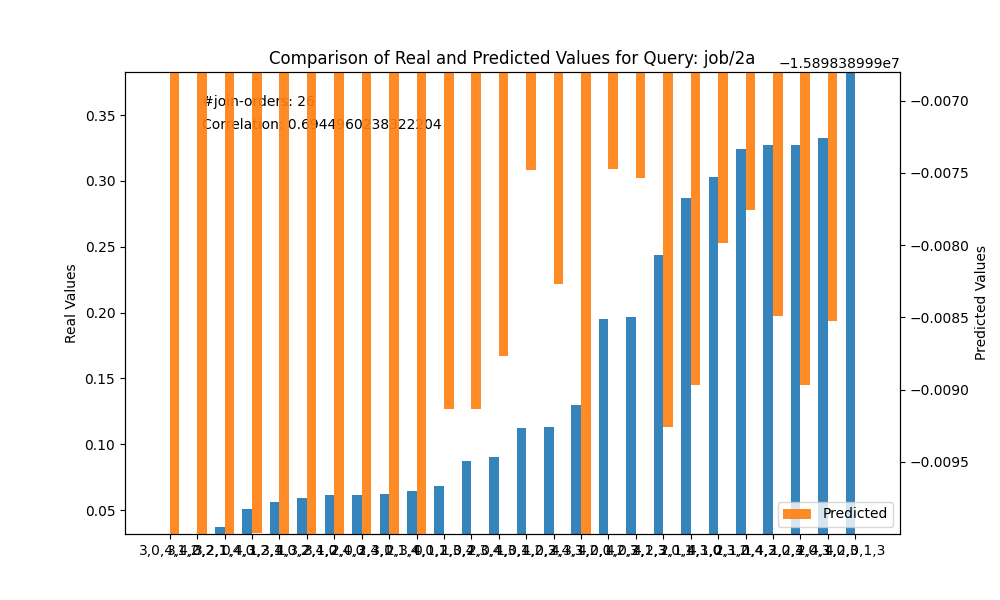 Comparison of Real and Predicted Values for Query: job/2a
−1.589838999e7
#join-orders: 26
Correlation: 0.6944960238322204
0.35
0.30
0.25
0.20
0.15
0.10
0.05
Real Values
−0.0070
−0.0075
−0.0080
−0.0085
−0.0090
−0.0095
Predicted Values
Predicted